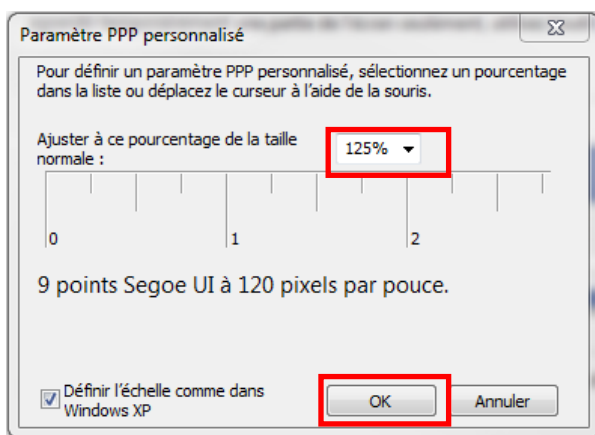 Paramètre PPP personnalisé
Pour définir un paramètre PPP personnalisé, sélectionnez un pourcentage
dans la liste ou déplacez le curseur à l'aide de la souris.
Ajuster à ce pourcentage de la taille
normale :
125%
0 1 2
9 points Segoe UI à 120 pixels par pouce.
Définir l'échelle comme dans
Windows XP
OK
Annuler